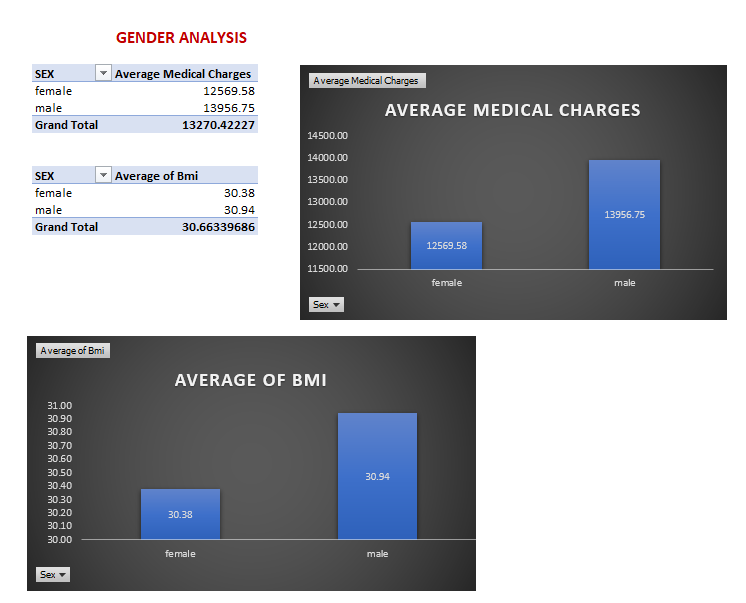 GENDER ANALYSIS
SEX Average Medical Charges
female 12569.58
male 13956.75
Grand Total 13270.42227
SEX Average of Bmi
female 30.38
male 30.94
Grand Total 30.66339686
Average Medical Charges
AVERAGE MEDICAL CHARGES
14500.00
14000.00
13500.00
13000.00
12500.00
12000.00
11500.00
12569.58
13956.75
female male
Sex
Average of Bmi
AVERAGE OF BMI
31.00
30.90
30.80
30.70
30.60
30.50
30.40
30.30
30.20
30.10
30.00
30.38
30.94
female male
Sex